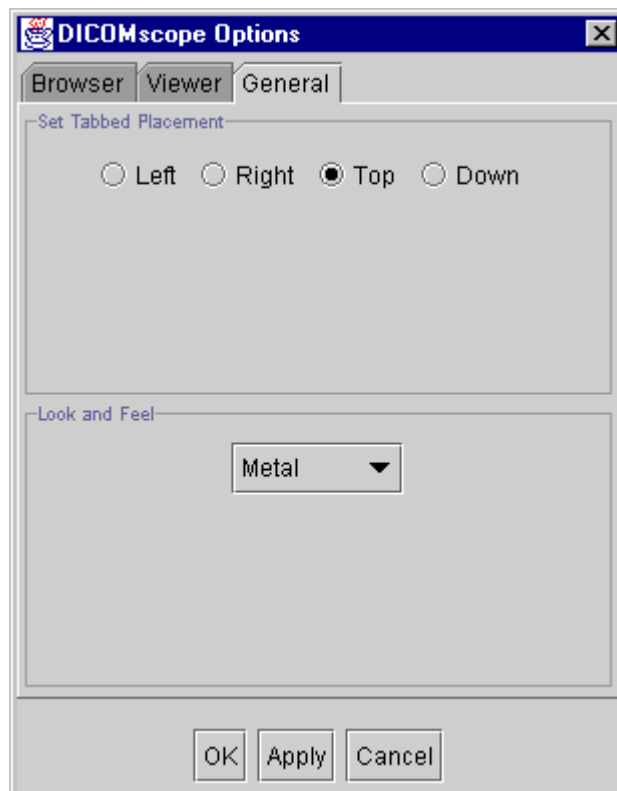 DICOMscope Options
Browser Viewer General
Set Tabbed Placement
Left Right Top Down
Look and Feel
Metal
OK Apply Cancel